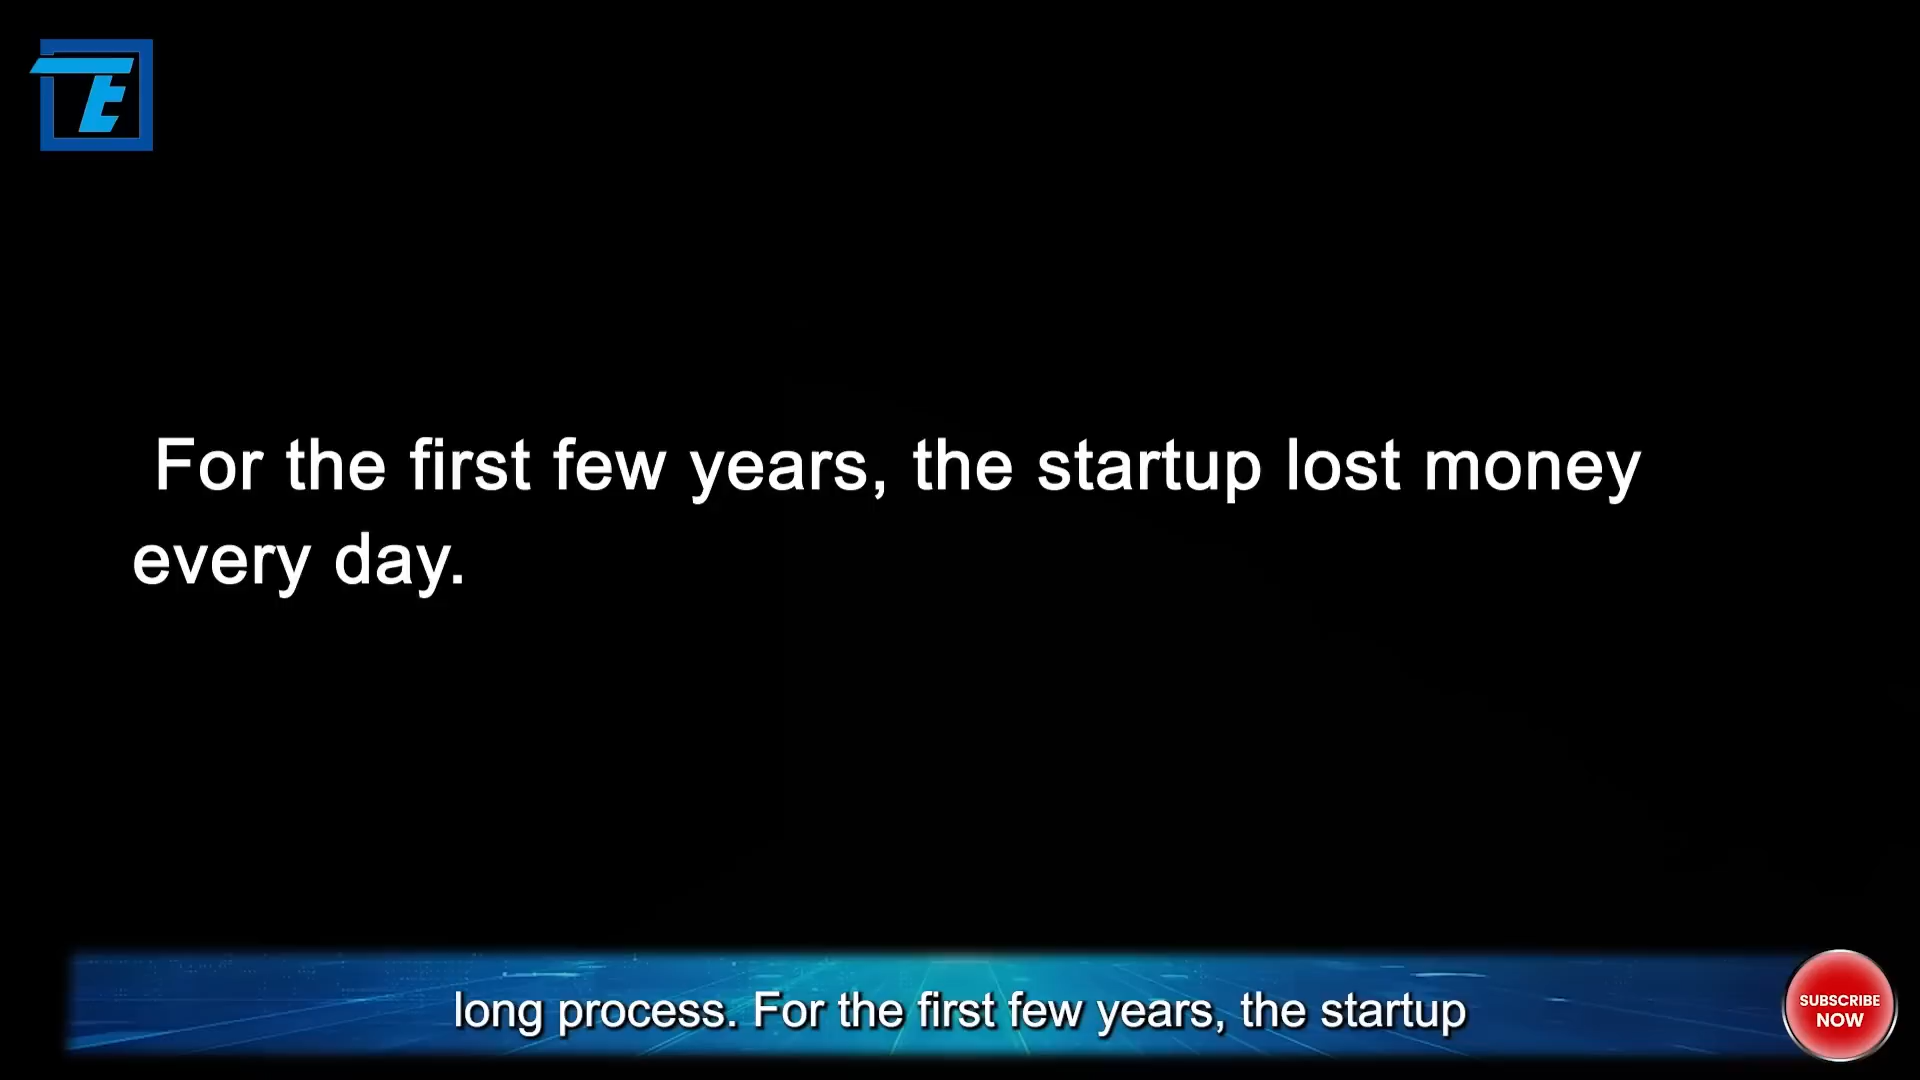 TE
For the first few years, the startup lost money
every day.
long process. For the first few years, the startup
SUBSCRIBE
NOW